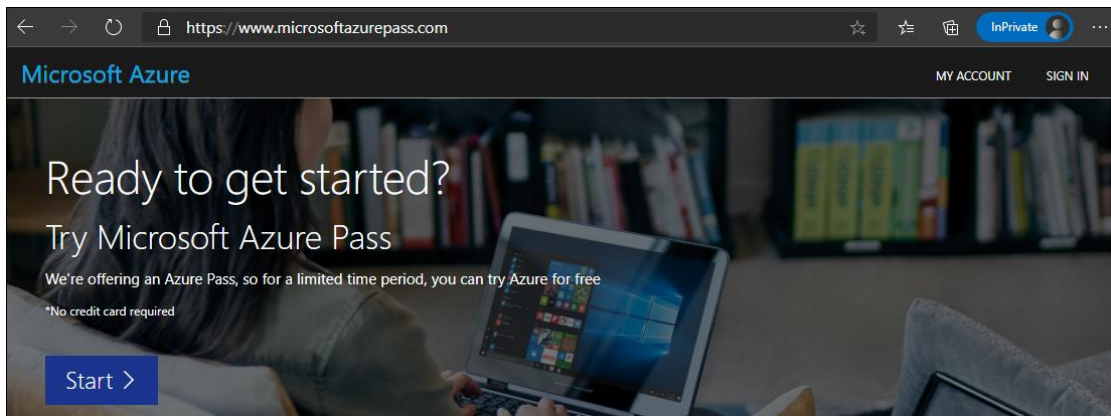 https://www.microsoftazurepass.com
InPrivate
Microsoft Azure
MY ACCOUNT
SIGN IN
Ready to get started?
Try Microsoft Azure Pass
We're offering an Azure Pass, so for a limited time period, you can try Azure for free
*No credit card required
Start >